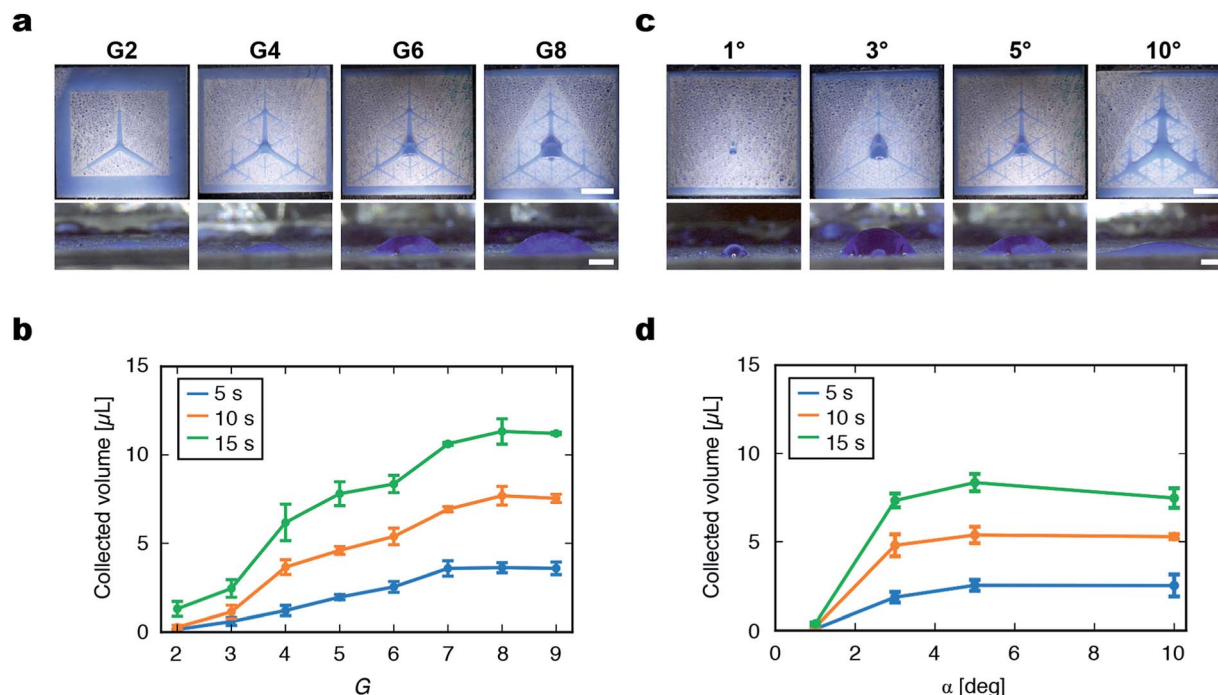 a
G2 G4 G6 G8
c
1° 3° 5° 10°
b
15
10
5
0
Collected volume [µL]
5 s
10 s
15 s
2 3 4 5 6 7 8 9
G
d
15
10
5
0
Collected volume [µL]
5 s
10 s
15 s
0 2 4 6 8 10
α [deg]